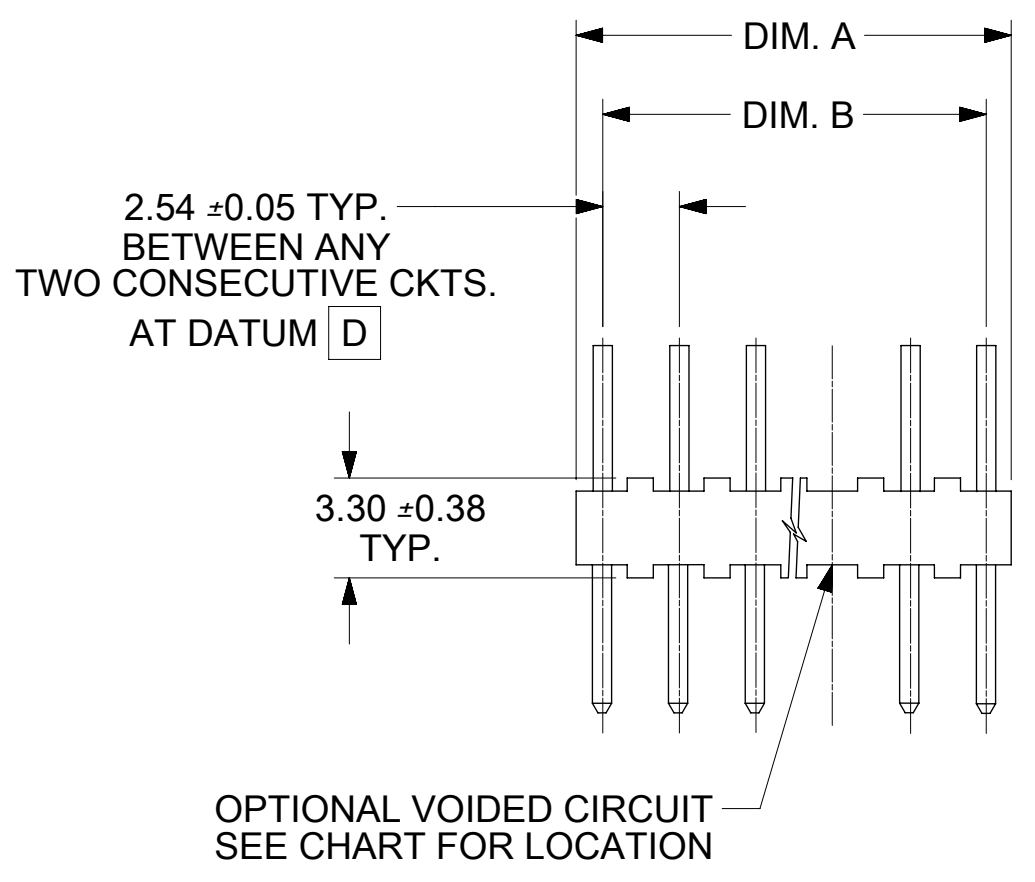 DIM. A
DIM. B
2.54 ±0.05 TYP.
BETWEEN ANY
TWO CONSECUTIVE CKTS.
AT DATUM D
3.30 ±0.38
TYP.
OPTIONAL VOIDED CIRCUIT
SEE CHART FOR LOCATION